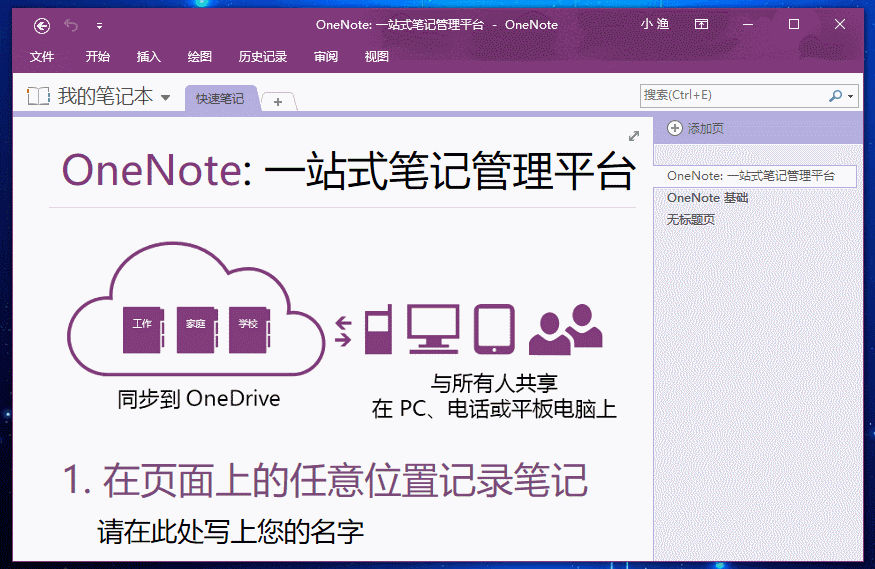 OneNote: 一站式笔记管理平台 - OneNote
小 渔
文件 开始 插入 绘图 历史记录 审阅 视图
我的笔记本
快速笔记
+
搜索(Ctrl+E)
添加页
OneNote: 一站式笔记管理平台
OneNote 基础
无标题页
OneNote: 一站式笔记管理平台
工作 家庭 学校
同步到 OneDrive
与所有人共享
在 PC、电话或平板电脑上
1. 在页面上的任意位置记录笔记
请在此处写上您的名字